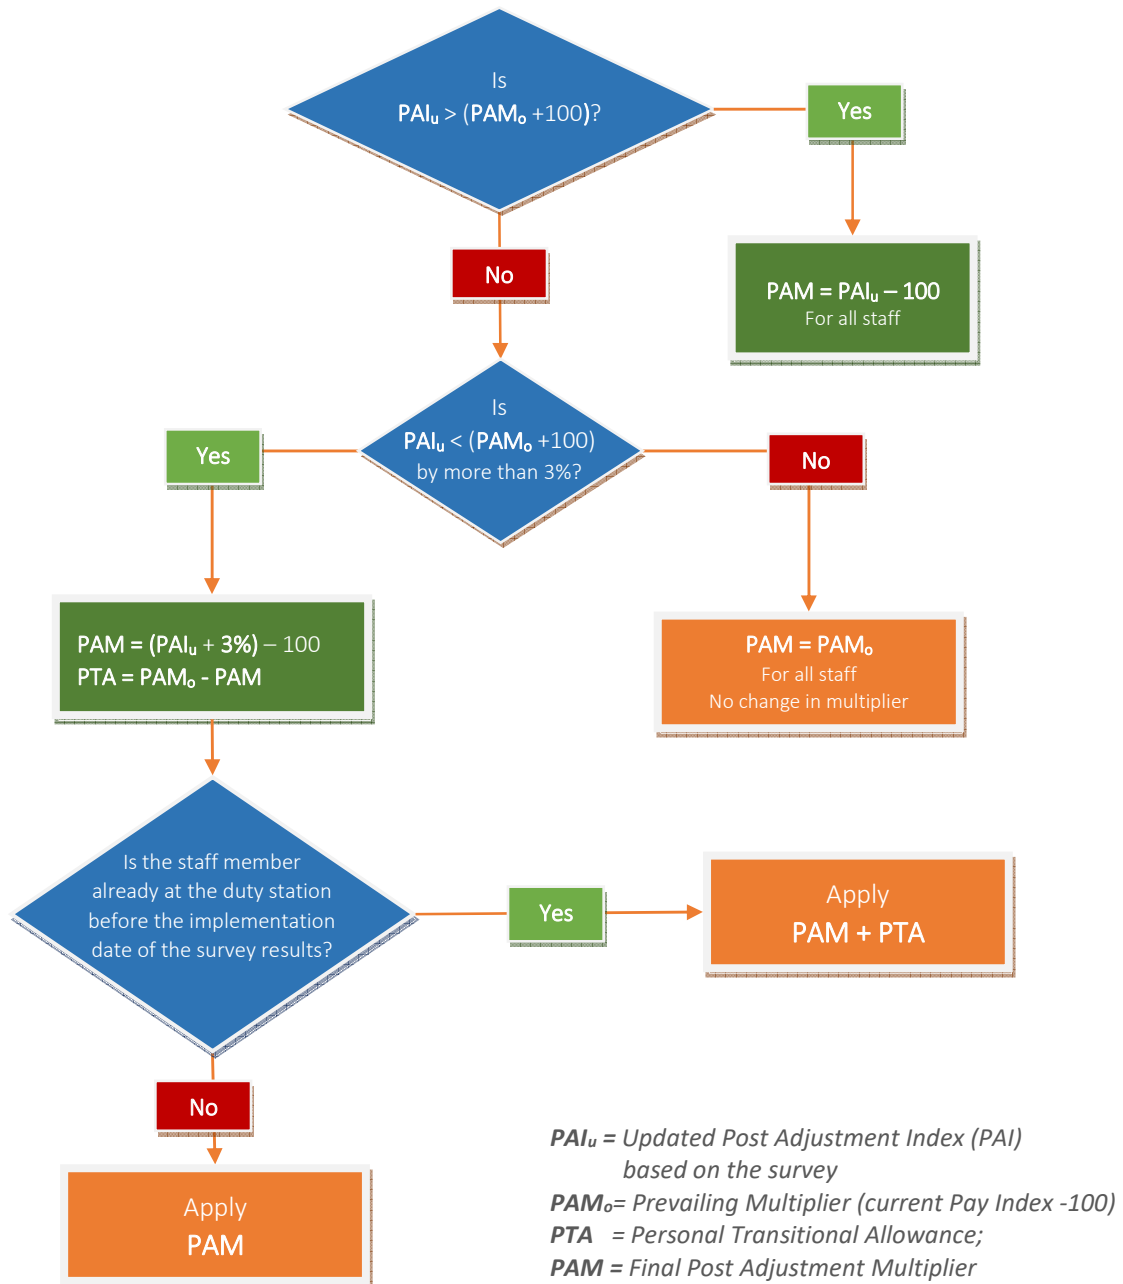 Is
PAIu > (PAMo +100)?
Yes
No
PAM = PAIu – 100
For all staff
Is
PAIu < (PAMo +100)
by more than 3%?
Yes
No
PAM = (PAIu + 3%) – 100
PTA = PAMo - PAM
PAM = PAMo
For all staff
No change in multiplier
Is the staff member
already at the duty station
before the implementation
date of the survey results?
Yes
Apply
PAM + PTA
No
Apply
PAM
PAIu = Updated Post Adjustment Index (PAI)
based on the survey
PAMo= Prevailing Multiplier (current Pay Index -100)
PTA = Personal Transitional Allowance;
PAM = Final Post Adjustment Multiplier